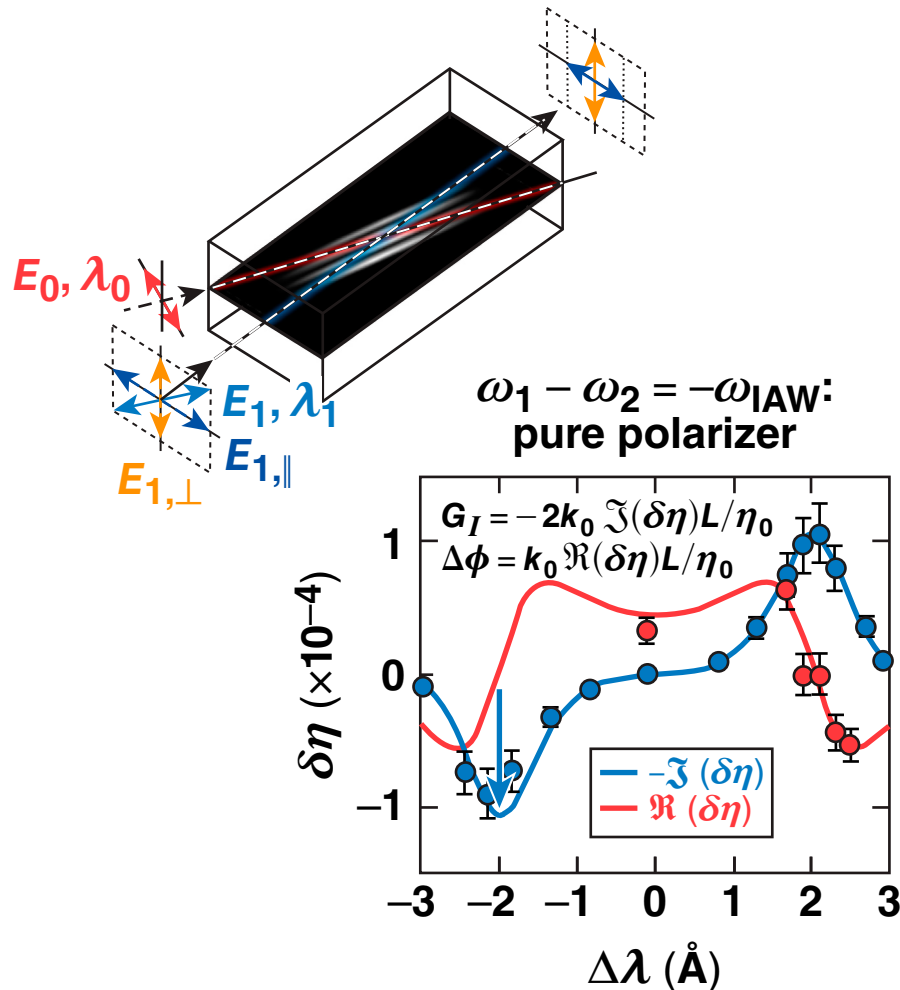 E₀, λ₀
E₁, λ₁
E₁,∥
E₁,⊥
ω₁ − ω₂ = −ω_IAW:
pure polarizer
G_I = −2k₀ ℑ(δη)L/η₀
Δϕ = k₀ ℜ(δη)L/η₀
δη (×10⁻⁴)
1
0
−1
−ℑ (δη)
ℜ (δη)
−3 −2 −1 0 1 2 3
Δλ (Å)